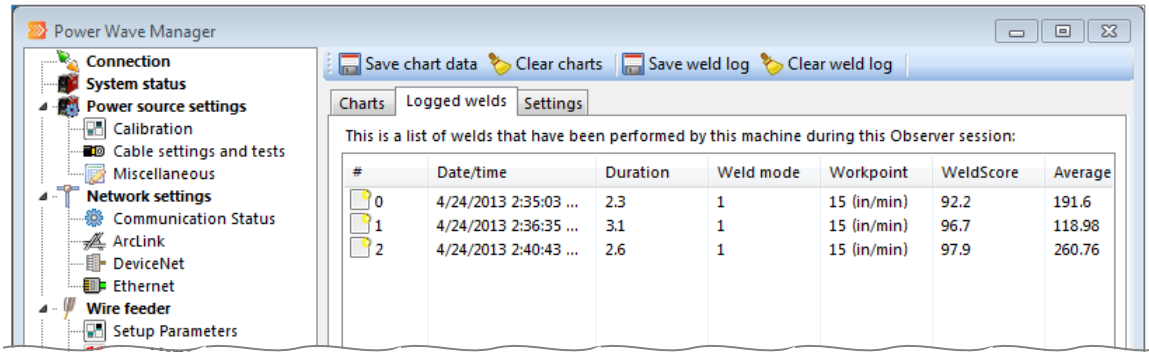 Power Wave Manager
Connection
System status
Power source settings
Calibration
Cable settings and tests
Miscellaneous
Network settings
Communication Status
ArcLink
DeviceNet
Ethernet
Wire feeder
Setup Parameters
Save chart data Clear charts Save weld log Clear weld log
Charts Logged welds Settings
This is a list of welds that have been performed by this machine during this Observer session:
# Date/time Duration Weld mode Workpoint WeldScore Average
0 4/24/2013 2:35:03 ... 2.3 1 15 (in/min) 92.2 191.6
1 4/24/2013 2:36:35 ... 3.1 1 15 (in/min) 96.7 118.98
2 4/24/2013 2:40:43 ... 2.6 1 15 (in/min) 97.9 260.76